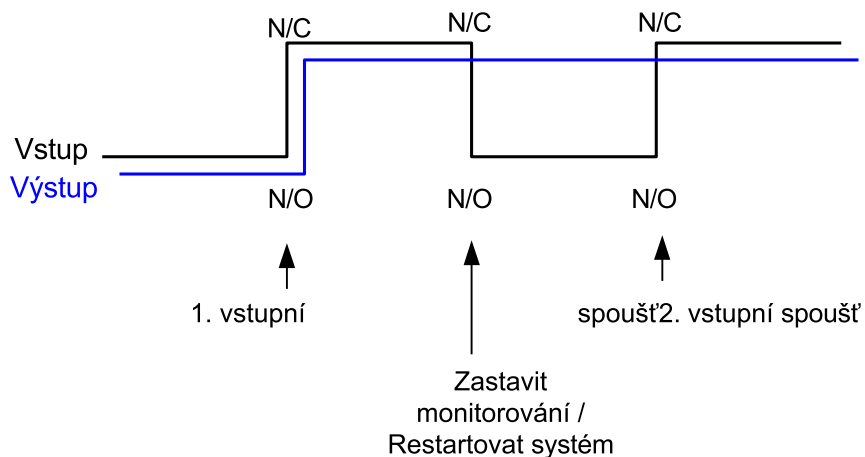 N/C N/C N/C
Vstup
Výstup
N/O N/O N/O
1. vstupní spoušť2. vstupní spoušť
Zastavit
monitorování /
Restartovat systém